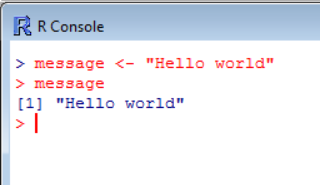 R Console
> message <- "Hello world"
> message
[1] "Hello world"
>